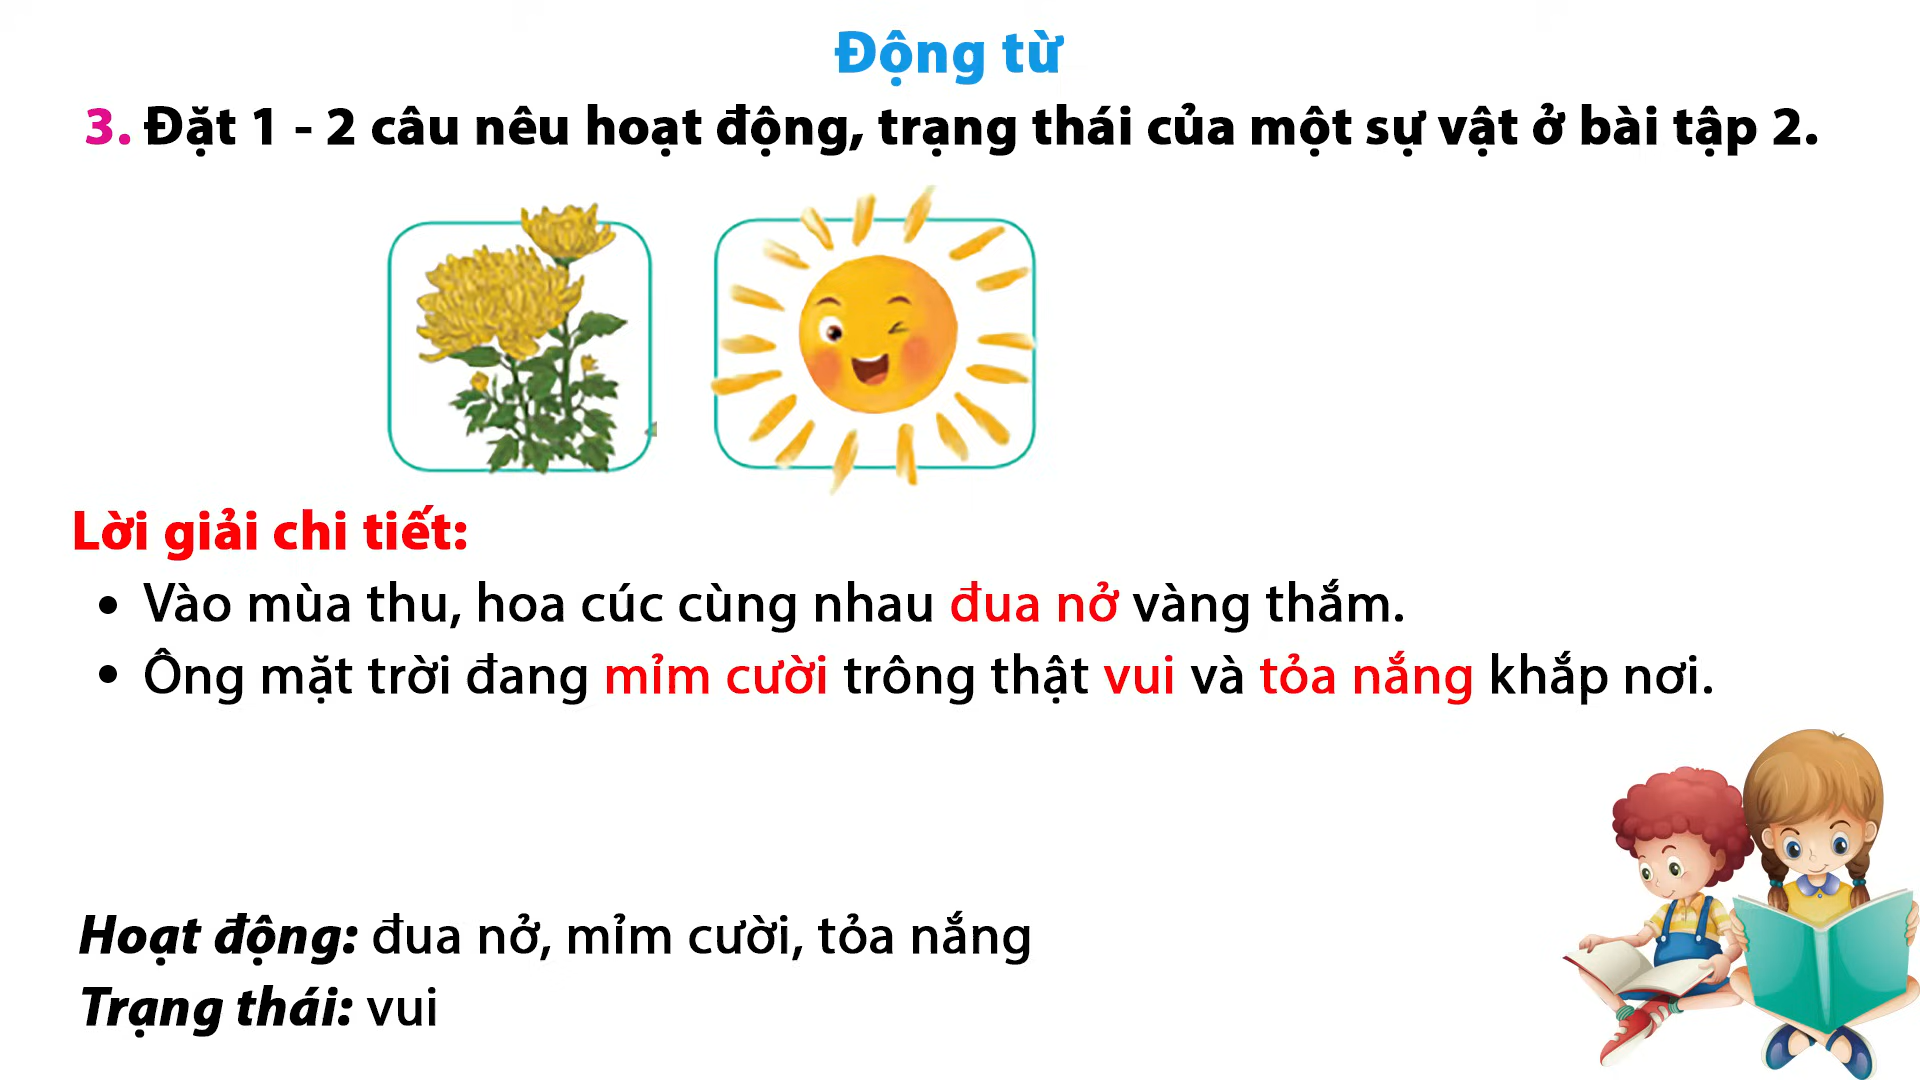 Động từ
3. Đặt 1 - 2 câu nêu hoạt động, trạng thái của một sự vật ở bài tập 2.
Lời giải chi tiết:
• Vào mùa thu, hoa cúc cùng nhau đua nở vàng thắm.
• Ông mặt trời đang mỉm cười trông thật vui và tỏa nắng khắp nơi.
Hoạt động: đua nở, mỉm cười, tỏa nắng
Trạng thái: vui